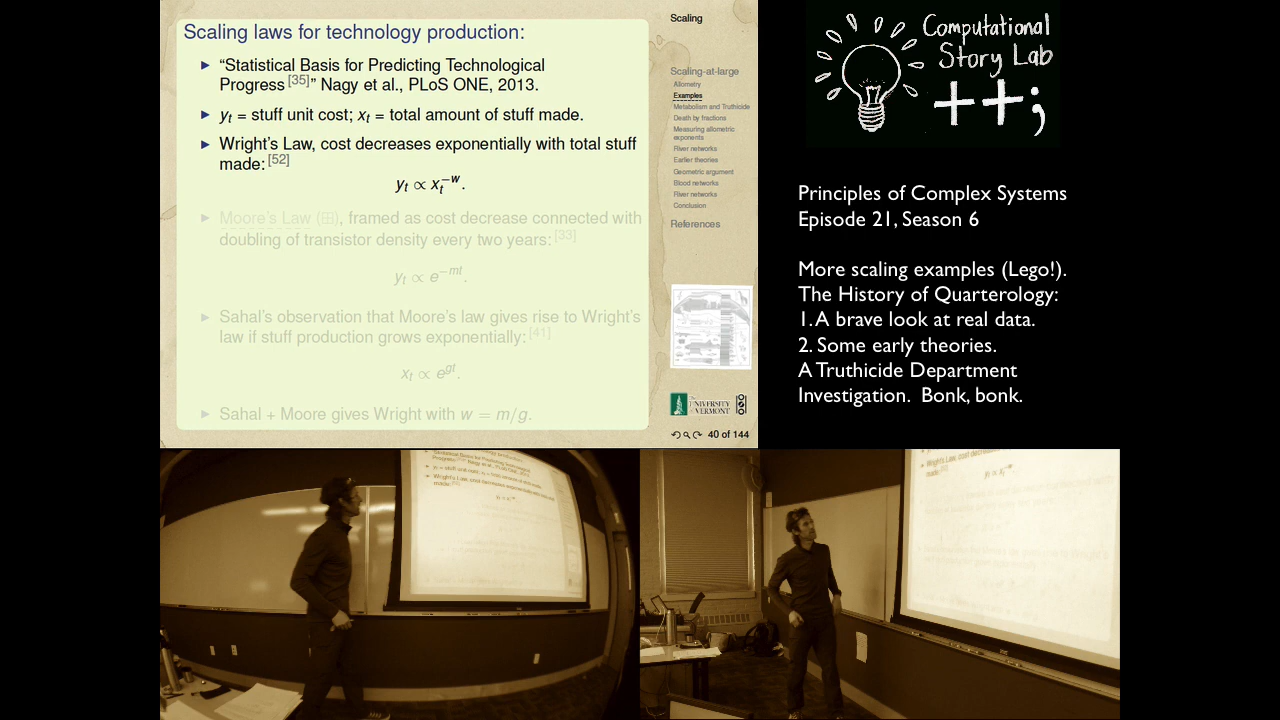 Scaling laws for technology production:
“Statistical Basis for Predicting Technological
Progress [35]” Nagy et al., PLoS ONE, 2013.
yt = stuff unit cost; xt = total amount of stuff made.
Wright's Law, cost decreases exponentially with total stuff
made: [52]
yt ∝ xt^−w.
Moore's Law (⊞), framed as cost decrease connected with
doubling of transistor density every two years: [33]
yt ∝ e^−mt.
Sahal's observation that Moore's law gives rise to Wright's
law if stuff production grows exponentially: [41]
xt ∝ e^gt.
Sahal + Moore gives Wright with w = m/g.
Scaling
Scaling-at-large
Allometry
Examples
Metabolism and Truthicide
Death by fractions
Measuring allometric
exponents
River networks
Earlier theories
Geometric argument
Blood networks
River networks
Conclusion
References
The
UNIVERSITY
of VERMONT
40 of 144
Computational
Story Lab
++;
Principles of Complex Systems
Episode 21, Season 6
More scaling examples (Lego!).
The History of Quarterology:
1. A brave look at real data.
2. Some early theories.
A Truthicide Department
Investigation. Bonk, bonk.